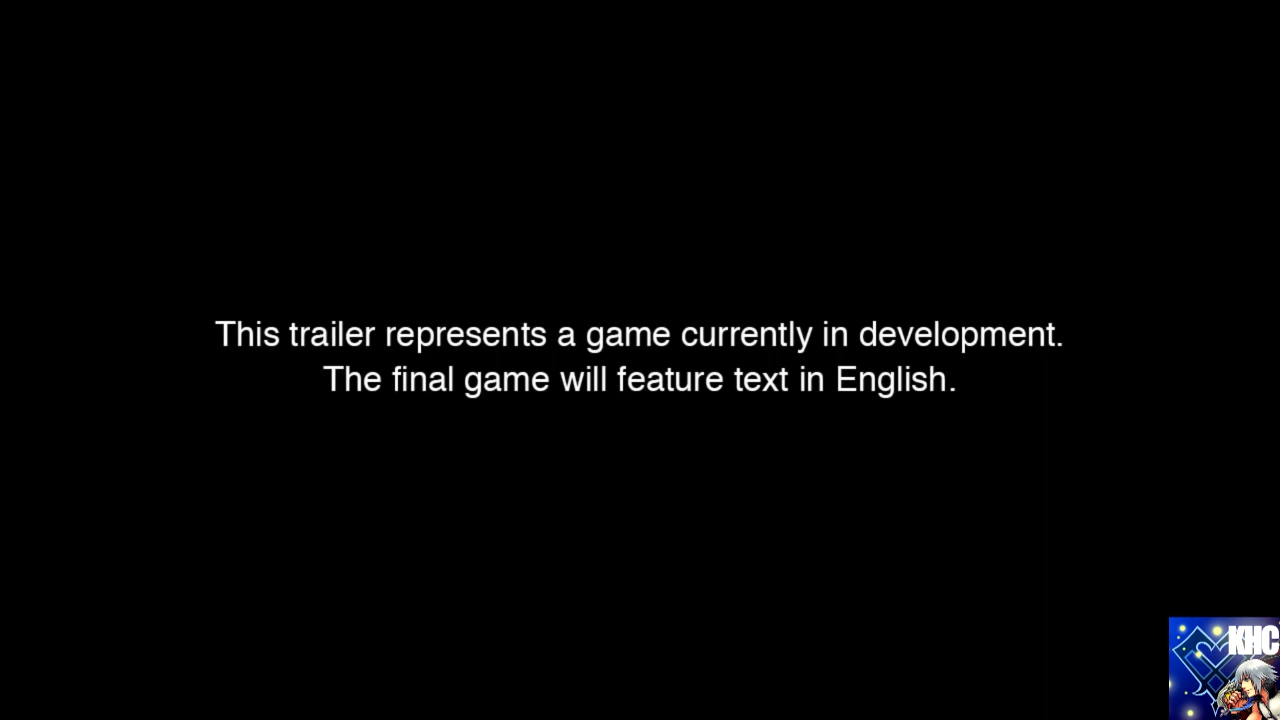 This trailer represents a game currently in development.
The final game will feature text in English.
KHC